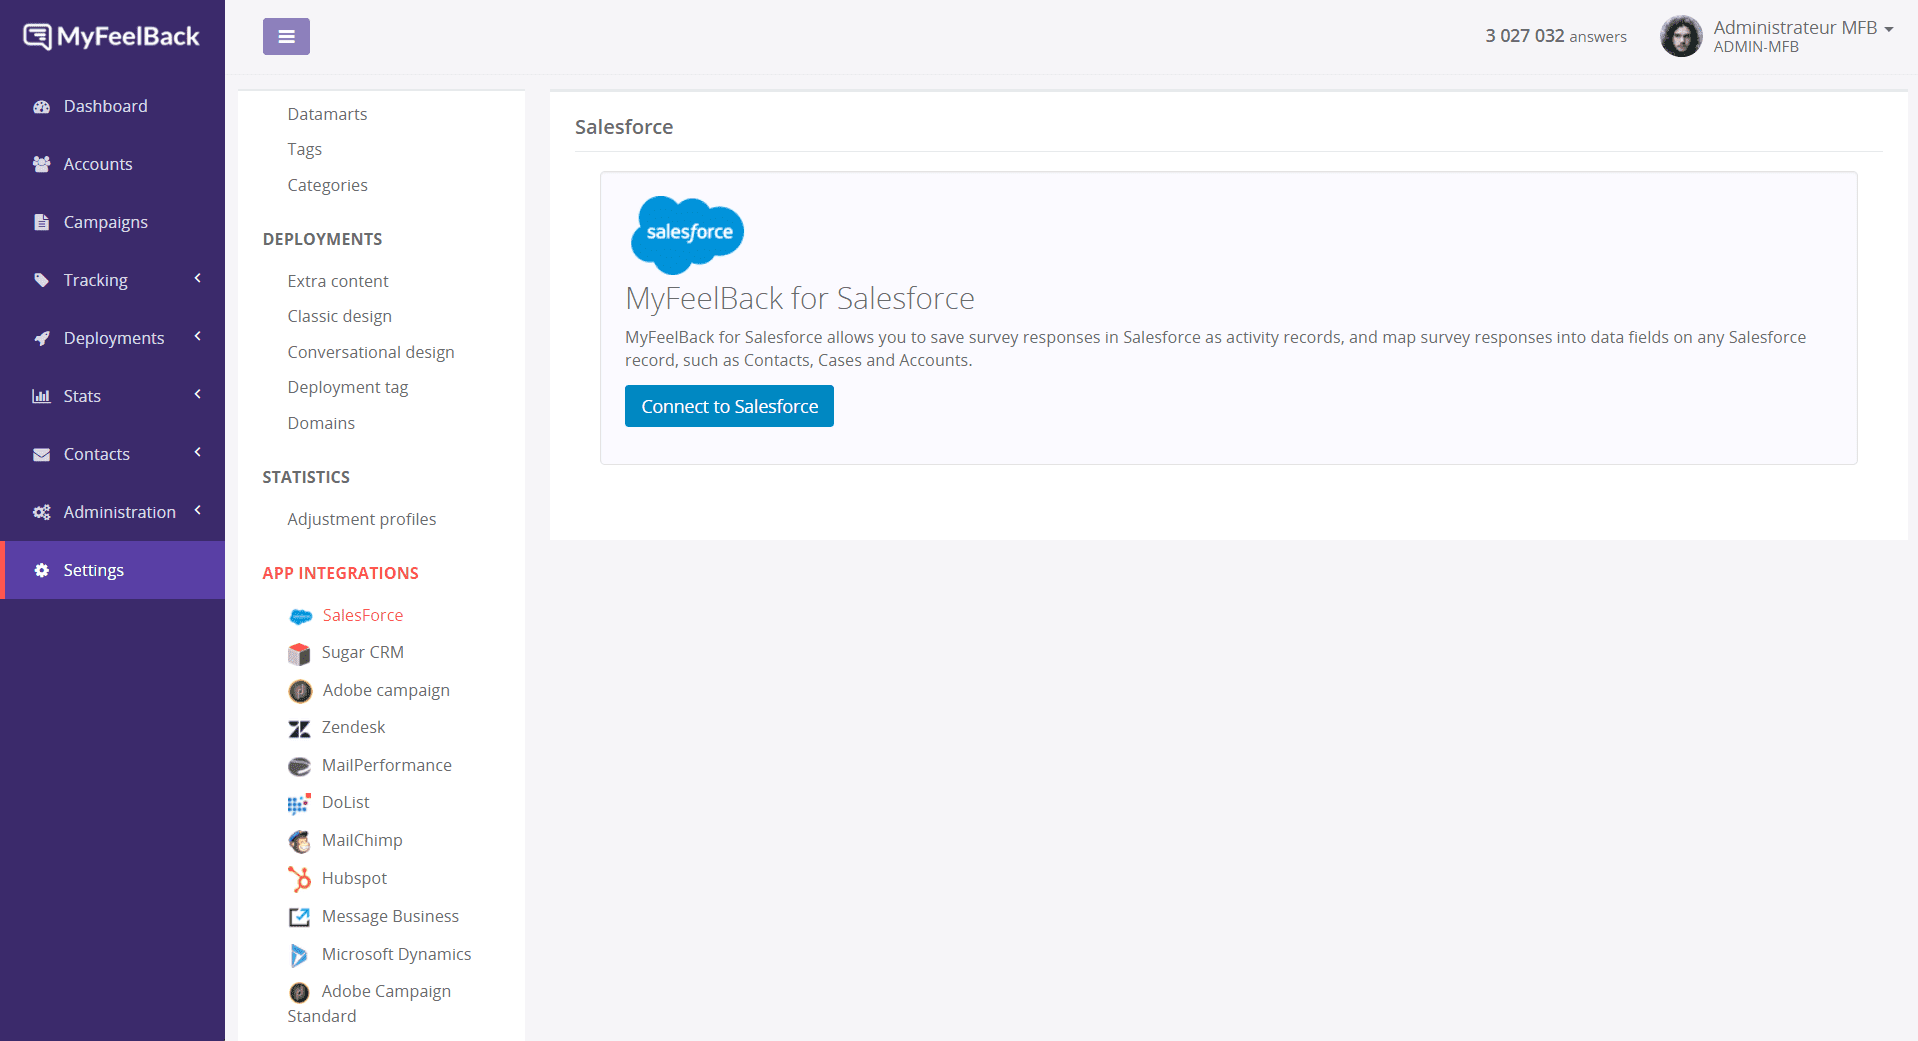 MyFeelBack
3 027 032 answers
Administrateur MFB
ADMIN-MFB
Dashboard
Accounts
Campaigns
Tracking
Deployments
Stats
Contacts
Administration
Settings
Datamarts
Tags
Categories
DEPLOYMENTS
Extra content
Classic design
Conversational design
Deployment tag
Domains
STATISTICS
Adjustment profiles
APP INTEGRATIONS
SalesForce
Sugar CRM
Adobe campaign
Zendesk
MailPerformance
DoList
MailChimp
Hubspot
Message Business
Microsoft Dynamics
Adobe Campaign
Standard
Salesforce
salesforce
MyFeelBack for Salesforce
MyFeelBack for Salesforce allows you to save survey responses in Salesforce as activity records, and map survey responses into data fields on any Salesforce
record, such as Contacts, Cases and Accounts.
Connect to Salesforce